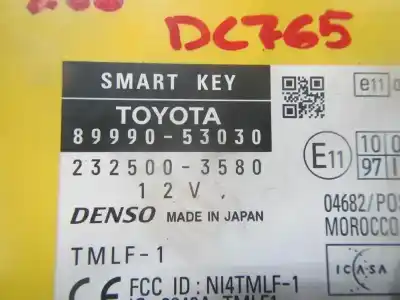 DC765
SMART KEY
TOYOTA
89990-53030
232500-3580
12V
DENSO MADE IN JAPAN
TMLF-1
CE FCC ID : NI4TMLF-1
e11
E11
10
97
04682/POS
MOROCCO
ICASA